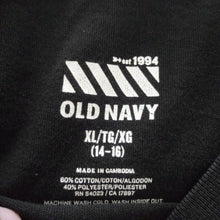 est 1994
OLD NAVY
XL/TG/XG
(14-16)
MADE IN CAMBODIA
60% COTTON/COTON/ALGODON
40% POLYESTER/POLIESTER
RN 54023 / CA 17897
MACHINE WASH COLD. WASH INSIDE OUT